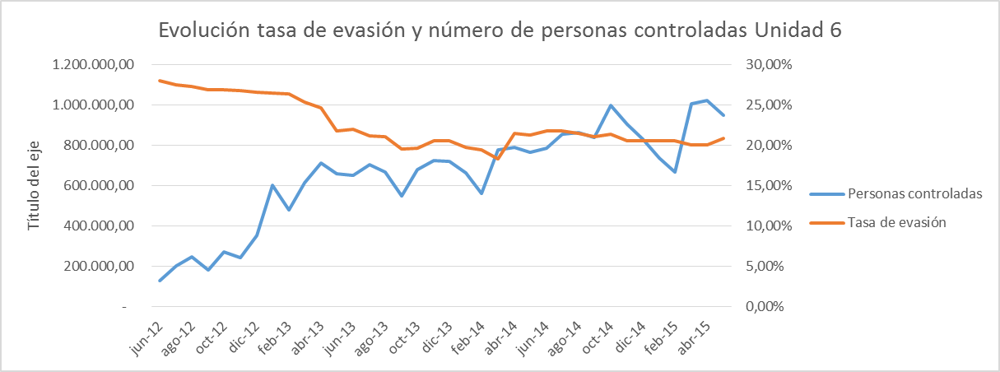 Evolución tasa de evasión y número de personas controladas Unidad 6
Título del eje
1.200.000,00
1.000.000,00
800.000,00
600.000,00
400.000,00
200.000,00
-
30,00%
25,00%
20,00%
15,00%
10,00%
5,00%
0,00%
jun-12
ago-12
oct-12
dic-12
feb-13
abr-13
jun-13
ago-13
oct-13
dic-13
feb-14
abr-14
jun-14
ago-14
oct-14
dic-14
feb-15
abr-15
Personas controladas
Tasa de evasión